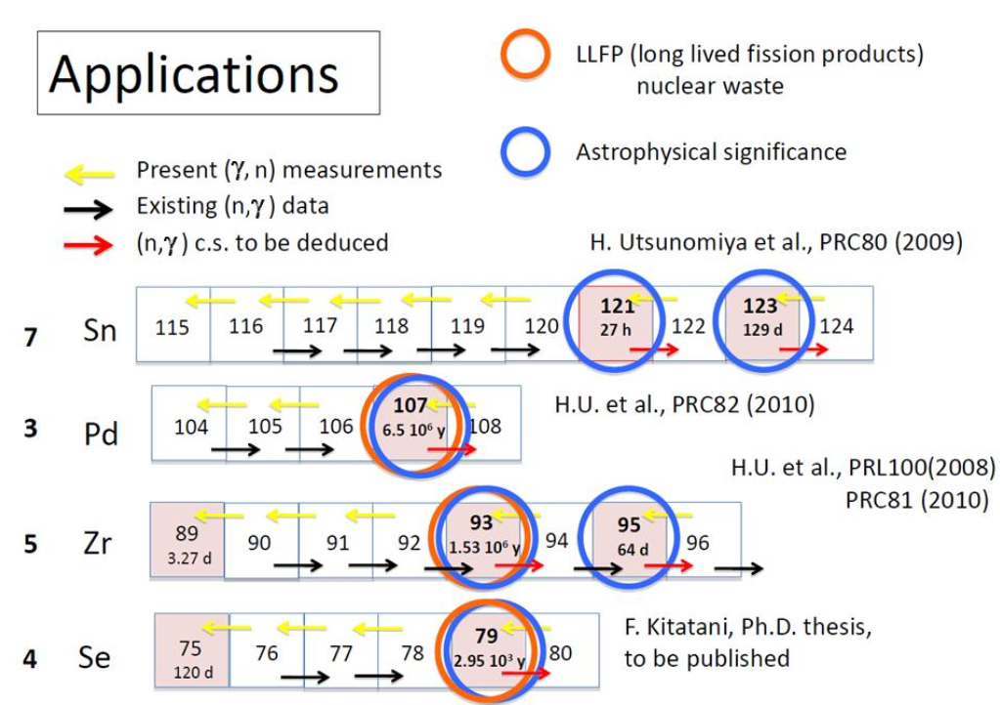 Applications
LLFP (long lived fission products)
nuclear waste
Astrophysical significance
Present (γ, n) measurements
Existing (n,γ) data
(n,γ) c.s. to be deduced
H. Utsunomiya et al., PRC80 (2009)
7 Sn 115 116 117 118 119 120 121 122 123 124
27 h 129 d
H.U. et al., PRC82 (2010)
3 Pd 104 105 106 107 108
6.5 10⁶ y
H.U. et al., PRL100(2008)
PRC81 (2010)
5 Zr 89 90 91 92 93 94 95 96
3.27 d 1.53 10⁶ y 64 d
F. Kitatani, Ph.D. thesis,
to be published
4 Se 75 76 77 78 79 80
120 d 2.95 10³ y